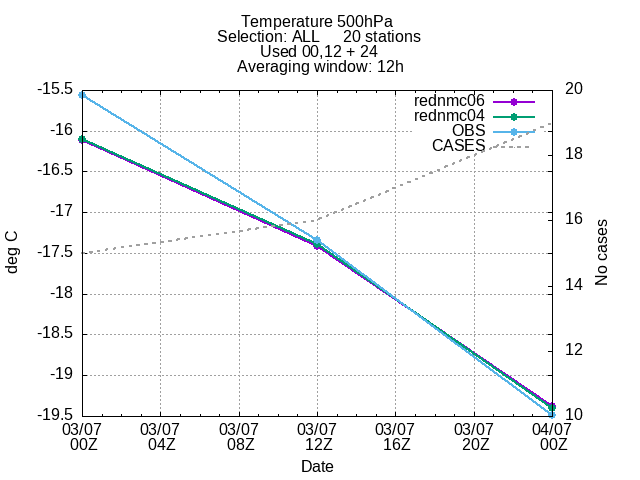 Temperature 500hPa
Selection: ALL 20 stations
Used 00,12 + 24
Averaging window: 12h
-15.5
-16
-16.5
-17
-17.5
-18
-18.5
-19
-19.5
deg C
rednmc06
rednmc04
OBS
CASES
20
18
16
14
12
10
No cases
03/07 03/07 03/07 03/07 03/07 03/07 04/07
00Z 04Z 08Z 12Z 16Z 20Z 00Z
Date